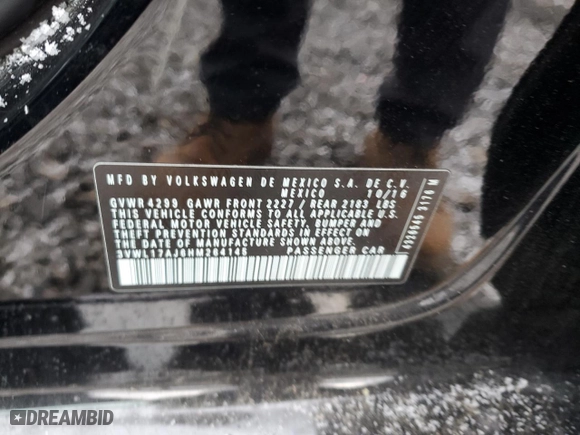 MFD BY VOLKSWAGEN DE MEXICO S.A. DE C.V.
MEXICO 10/16
GVWR 4299 GAWR FRONT 2227 / REAR 2183 LBS
THIS VEHICLE CONFORMS TO ALL APPLICABLE U.S.
FEDERAL MOTOR VEHICLE SAFETY, BUMPER AND
THEFT PREVENTION STANDARDS IN EFFECT ON
THE DATE OF MANUFACTURE SHOWN ABOVE
3VWL17AJ0HM264146 PASSENGER CAR
DREAMBID